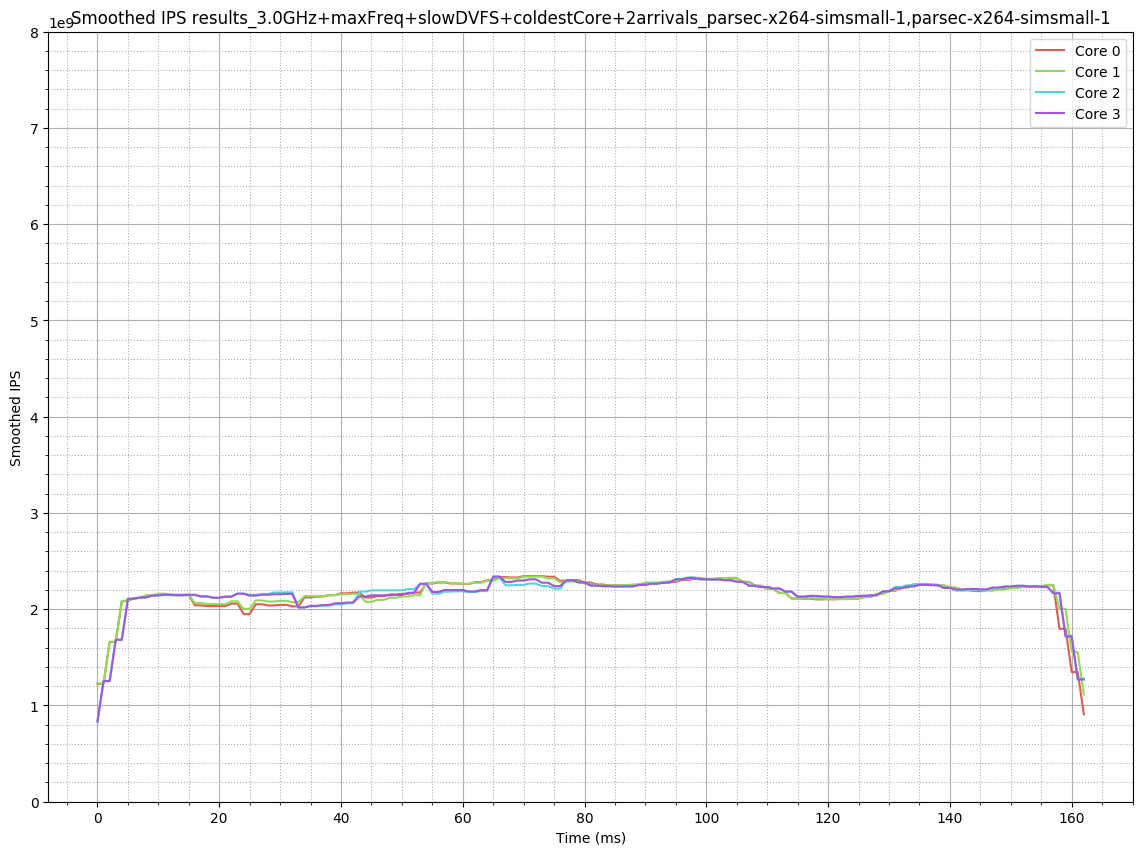 Smoothed IPS results_3.0GHz+maxFreq+slowDVFS+coldestCore+2arrivals_parsec-x264-simsmall-1,parsec-x264-simsmall-1
1e9
Core 0
Core 1
Core 2
Core 3
8
7
6
5
4
3
2
1
0
Smoothed IPS
0 20 40 60 80 100 120 140 160
Time (ms)